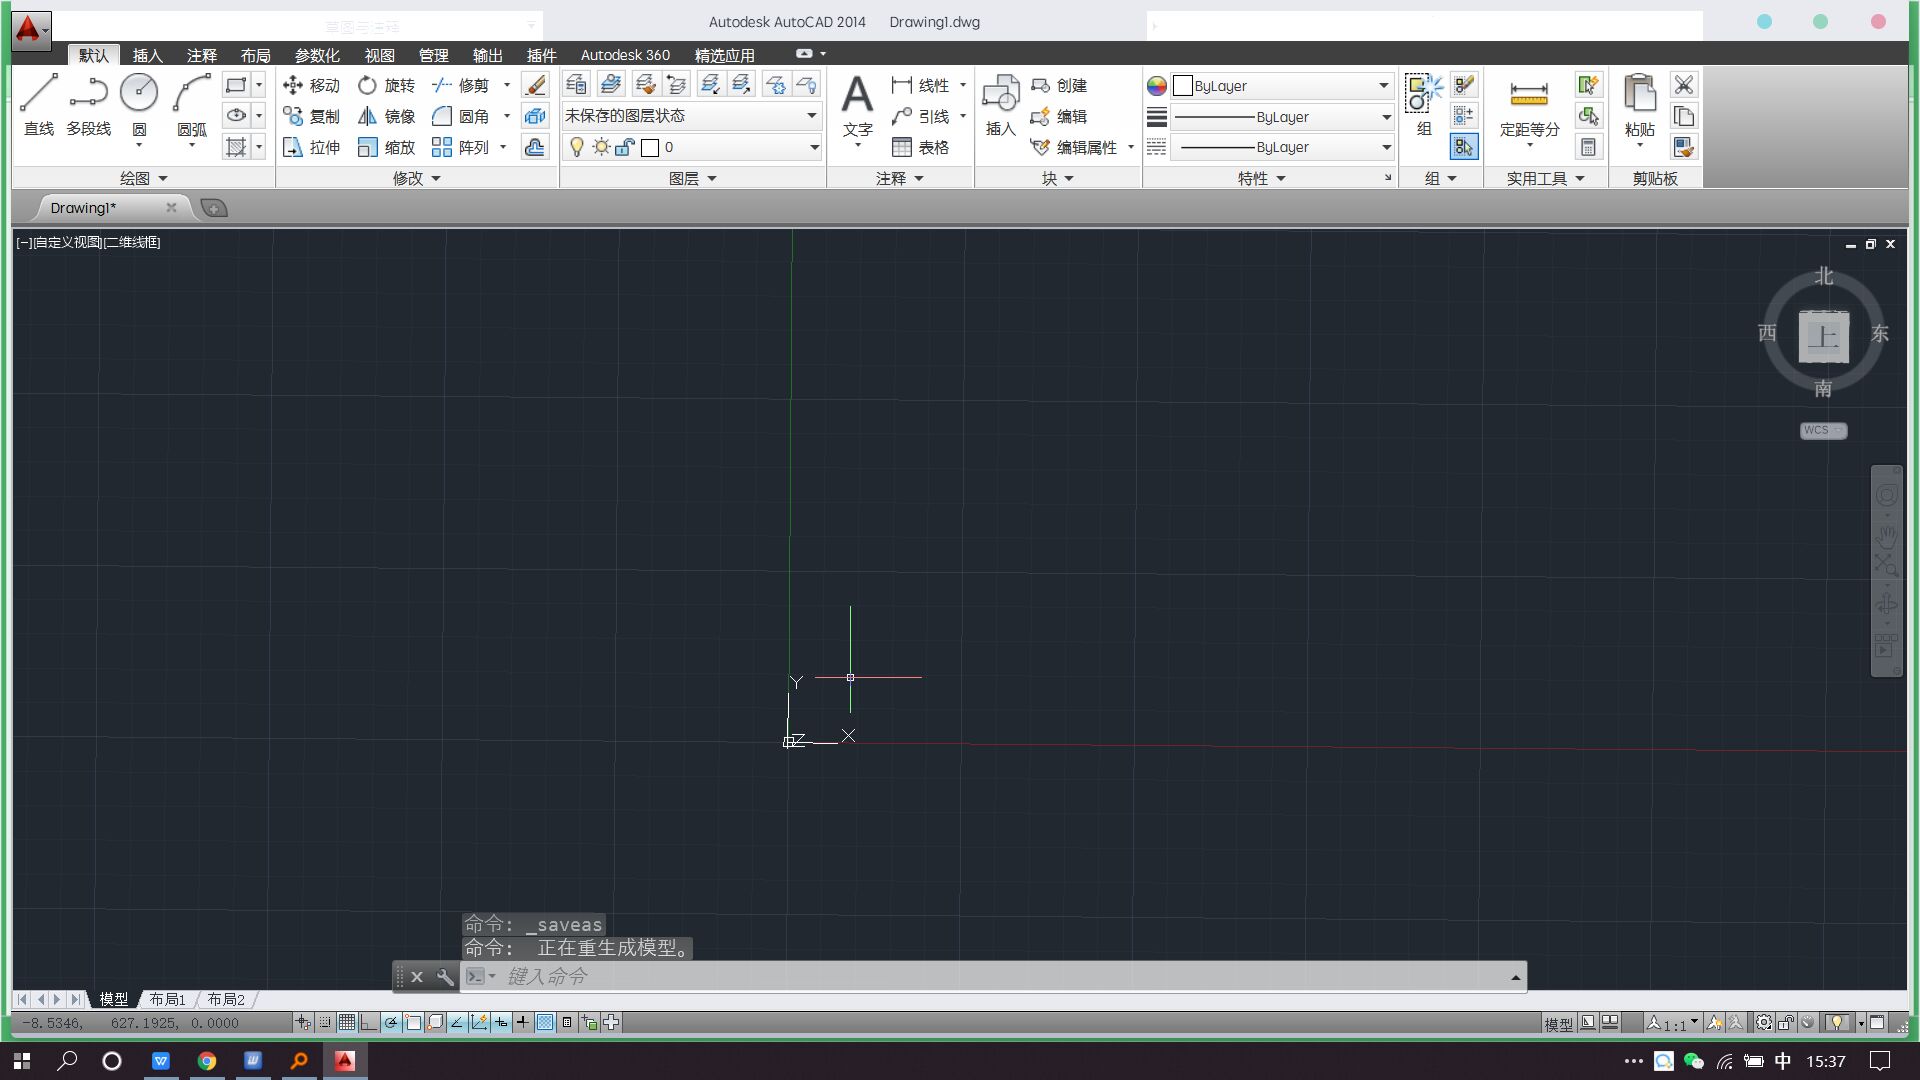 草图与注释
Autodesk AutoCAD 2014 Drawing1.dwg
默认 插入 注释 布局 参数化 视图 管理 输出 插件 Autodesk 360 精选应用
直线 多段线 圆 圆弧
移动 旋转 修剪
复制 镜像 圆角
拉伸 缩放 阵列
未保存的图层状态
0
文字
线性
引线
表格
插入
创建
编辑
编辑属性
ByLayer
ByLayer
ByLayer
组
定距等分
粘贴
绘图 修改 图层 注释 块 特性 组 实用工具 剪贴板
Drawing1*
[−][自定义视图][二维线框]
北
西 上 东
南
WCS
Y
Z X
命令: _saveas
命令: 正在重生成模型。
键入命令
模型 布局1 布局2
-8.5346, 627.1925, 0.0000
模型
1:1
中 15:37